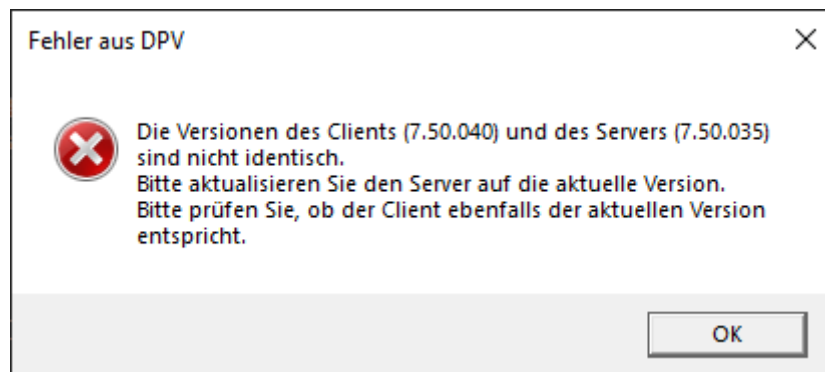 Fehler aus DPV
Die Versionen des Clients (7.50.040) und des Servers (7.50.035)
sind nicht identisch.
Bitte aktualisieren Sie den Server auf die aktuelle Version.
Bitte prüfen Sie, ob der Client ebenfalls der aktuellen Version
entspricht.
OK